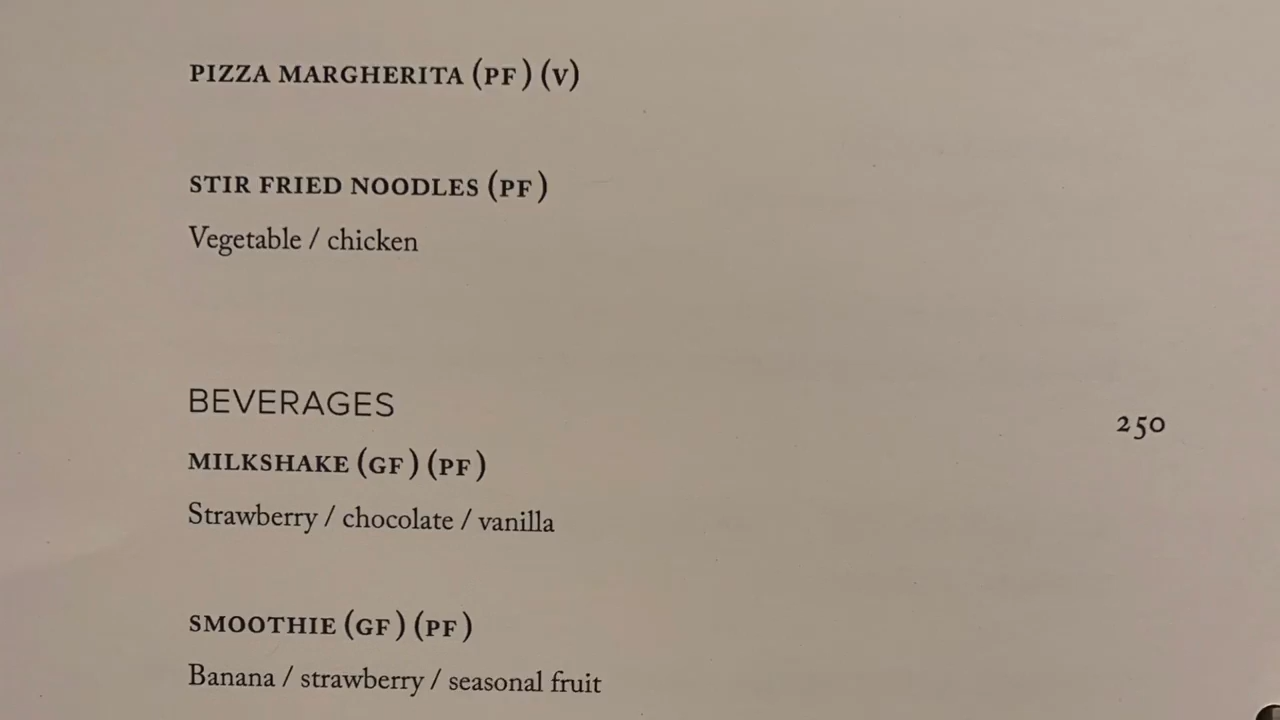 PIZZA MARGHERITA (PF) (V)
STIR FRIED NOODLES (PF)
Vegetable / chicken
BEVERAGES
250
MILKSHAKE (GF) (PF)
Strawberry / chocolate / vanilla
SMOOTHIE (GF) (PF)
Banana / strawberry / seasonal fruit